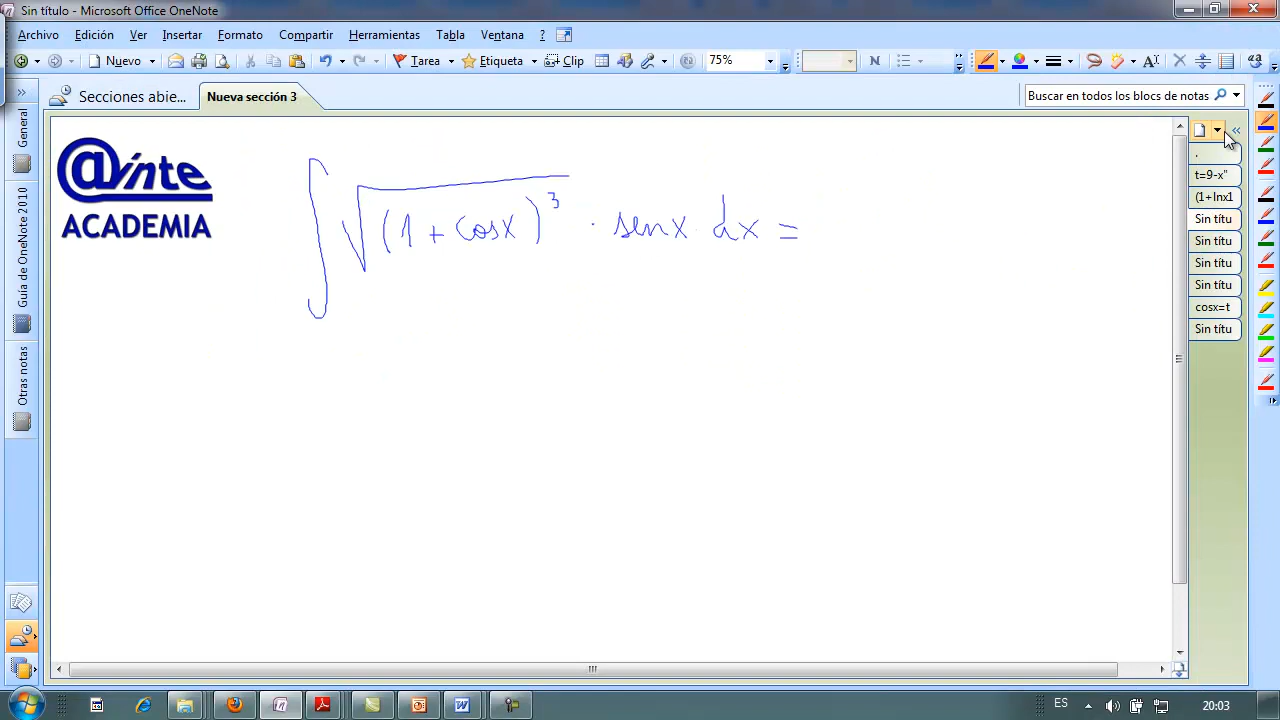 Sin título - Microsoft Office OneNote
Archivo Edición Ver Insertar Formato Compartir Herramientas Tabla Ventana ?
Nuevo Tarea Etiqueta Clip 75% N
Secciones abie... Nueva sección 3 Buscar en todos los blocs de notas
General
Guía de OneNote 2010
Otras notas
@inte
ACADEMIA
∫ √(1 + cosx)³ · senx · dx =
.
t=9-x"
(1+lnx1
Sin títu
Sin títu
Sin títu
Sin títu
cosx=t
Sin títu
ES 20:03